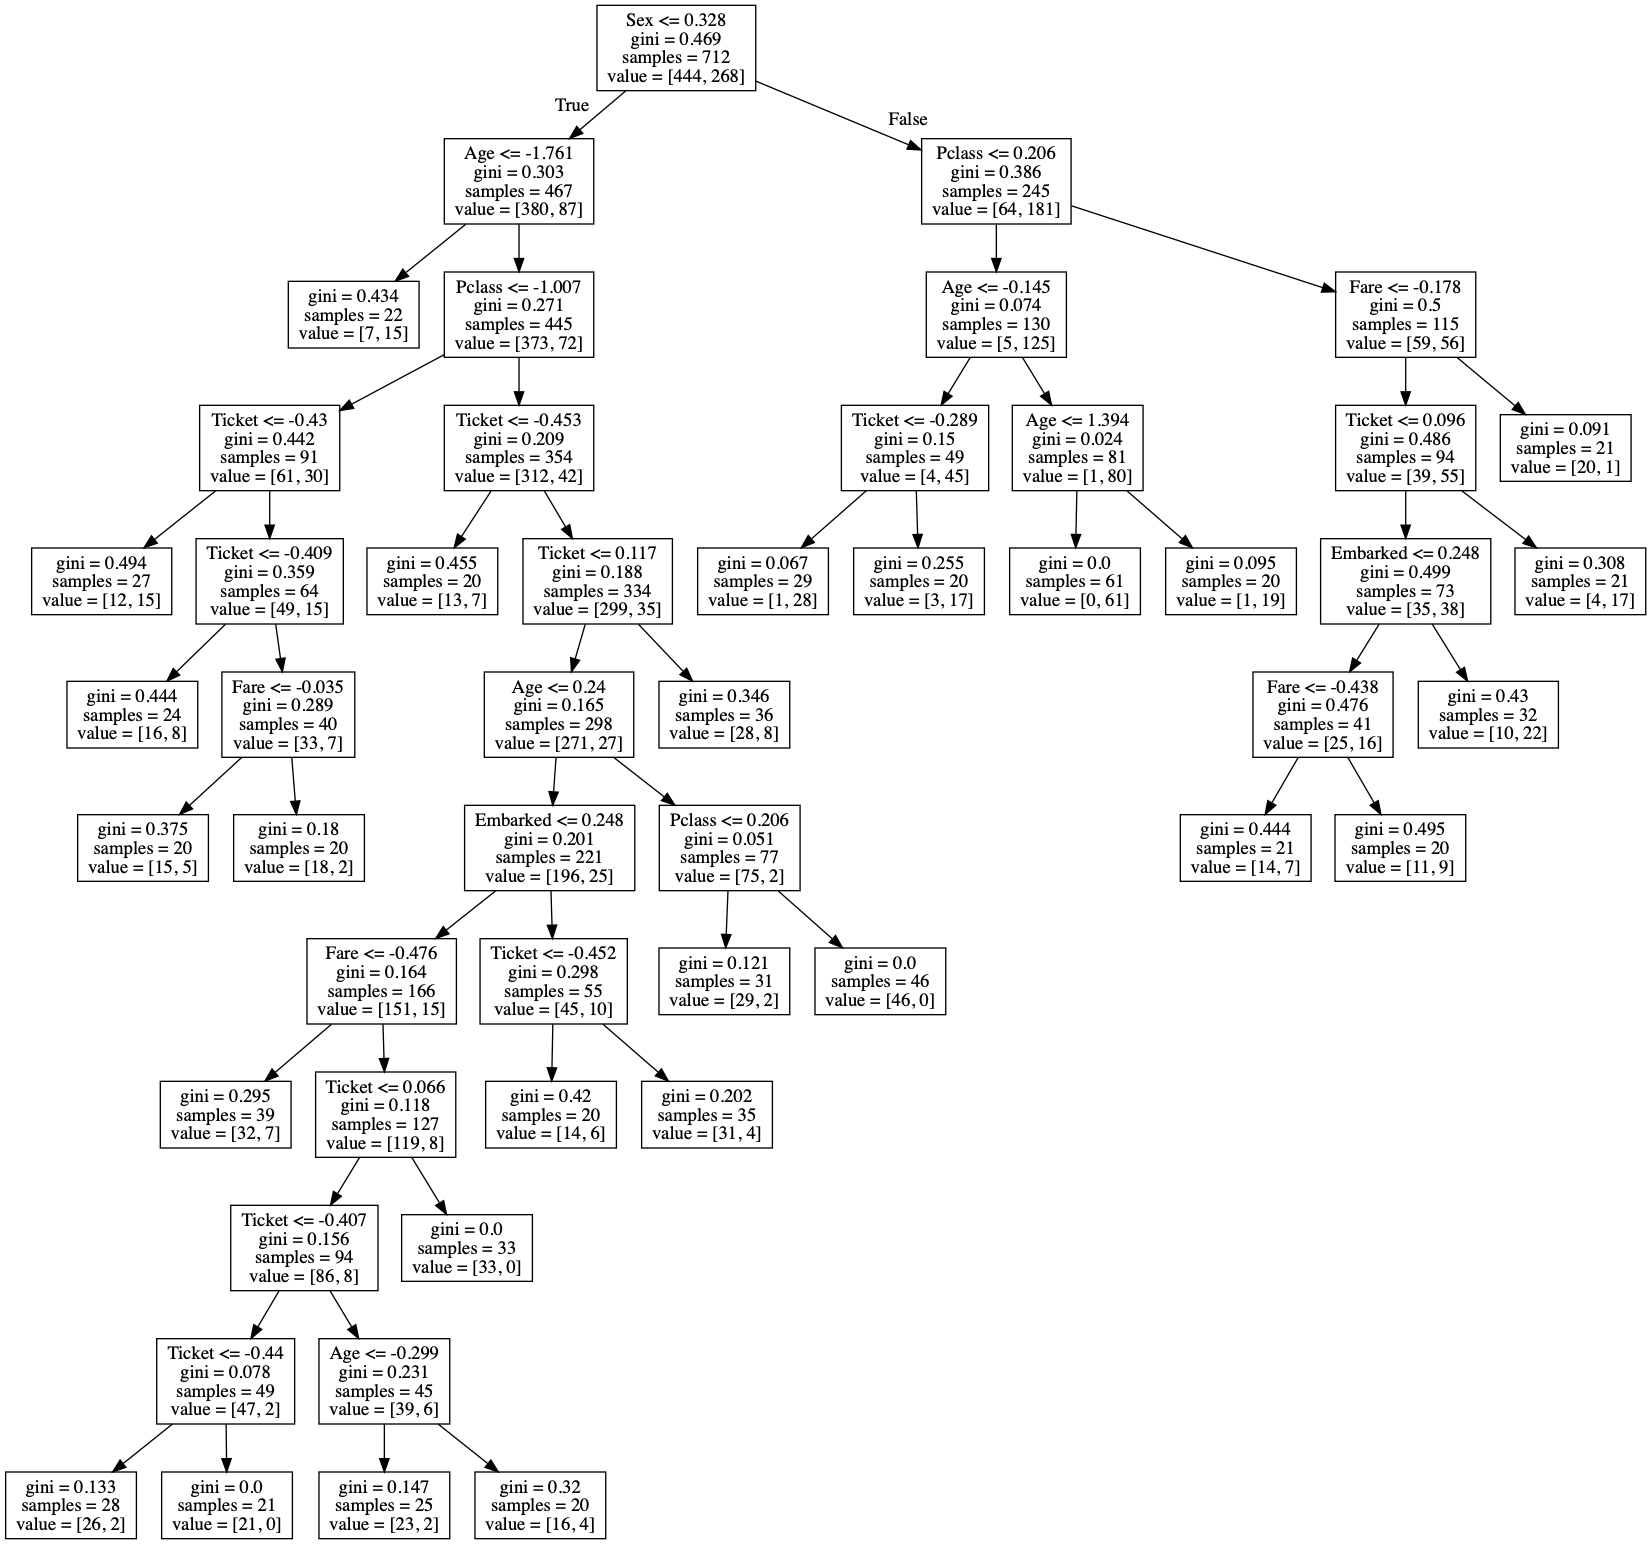 Sex <= 0.328
gini = 0.469
samples = 712
value = [444, 268]
True
False
Age <= -1.761
gini = 0.303
samples = 467
value = [380, 87]
Pclass <= 0.206
gini = 0.386
samples = 245
value = [64, 181]
gini = 0.434
samples = 22
value = [7, 15]
Pclass <= -1.007
gini = 0.271
samples = 445
value = [373, 72]
Age <= -0.145
gini = 0.074
samples = 130
value = [5, 125]
Fare <= -0.178
gini = 0.5
samples = 115
value = [59, 56]
Ticket <= -0.43
gini = 0.442
samples = 91
value = [61, 30]
Ticket <= -0.453
gini = 0.209
samples = 354
value = [312, 42]
Ticket <= -0.289
gini = 0.15
samples = 49
value = [4, 45]
Age <= 1.394
gini = 0.024
samples = 81
value = [1, 80]
Ticket <= 0.096
gini = 0.486
samples = 94
value = [39, 55]
gini = 0.091
samples = 21
value = [20, 1]
gini = 0.494
samples = 27
value = [12, 15]
Ticket <= -0.409
gini = 0.359
samples = 64
value = [49, 15]
gini = 0.455
samples = 20
value = [13, 7]
Ticket <= 0.117
gini = 0.188
samples = 334
value = [299, 35]
gini = 0.067
samples = 29
value = [1, 28]
gini = 0.255
samples = 20
value = [3, 17]
gini = 0.0
samples = 61
value = [0, 61]
gini = 0.095
samples = 20
value = [1, 19]
Embarked <= 0.248
gini = 0.499
samples = 73
value = [35, 38]
gini = 0.308
samples = 21
value = [4, 17]
gini = 0.444
samples = 24
value = [16, 8]
Fare <= -0.035
gini = 0.289
samples = 40
value = [33, 7]
Age <= 0.24
gini = 0.165
samples = 298
value = [271, 27]
gini = 0.346
samples = 36
value = [28, 8]
Fare <= -0.438
gini = 0.476
samples = 41
value = [25, 16]
gini = 0.43
samples = 32
value = [10, 22]
gini = 0.375
samples = 20
value = [15, 5]
gini = 0.18
samples = 20
value = [18, 2]
Embarked <= 0.248
gini = 0.201
samples = 221
value = [196, 25]
Pclass <= 0.206
gini = 0.051
samples = 77
value = [75, 2]
gini = 0.444
samples = 21
value = [14, 7]
gini = 0.495
samples = 20
value = [11, 9]
Fare <= -0.476
gini = 0.164
samples = 166
value = [151, 15]
Ticket <= -0.452
gini = 0.298
samples = 55
value = [45, 10]
gini = 0.121
samples = 31
value = [29, 2]
gini = 0.0
samples = 46
value = [46, 0]
gini = 0.295
samples = 39
value = [32, 7]
Ticket <= 0.066
gini = 0.118
samples = 127
value = [119, 8]
gini = 0.42
samples = 20
value = [14, 6]
gini = 0.202
samples = 35
value = [31, 4]
Ticket <= -0.407
gini = 0.156
samples = 94
value = [86, 8]
gini = 0.0
samples = 33
value = [33, 0]
Ticket <= -0.44
gini = 0.078
samples = 49
value = [47, 2]
Age <= -0.299
gini = 0.231
samples = 45
value = [39, 6]
gini = 0.133
samples = 28
value = [26, 2]
gini = 0.0
samples = 21
value = [21, 0]
gini = 0.147
samples = 25
value = [23, 2]
gini = 0.32
samples = 20
value = [16, 4]